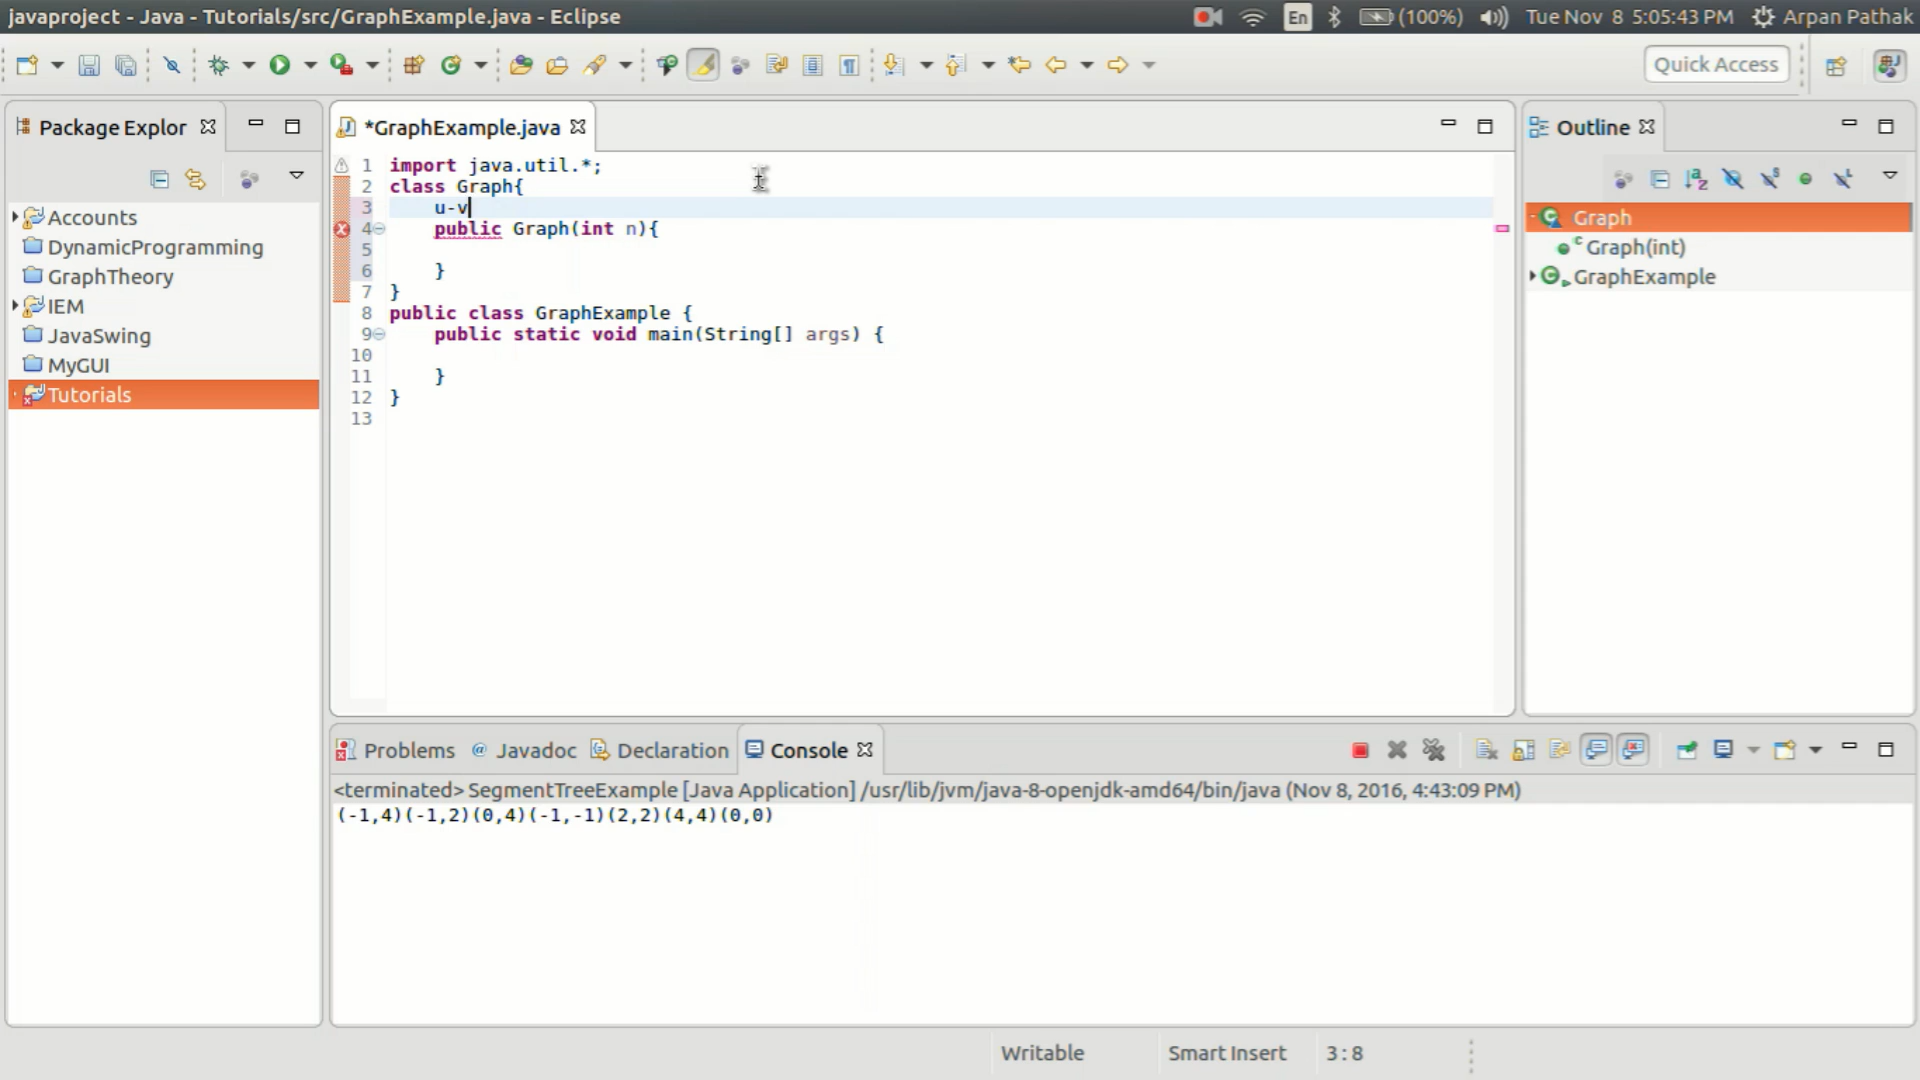 javaproject - Java - Tutorials/src/GraphExample.java - Eclipse
En
(100%)
Tue Nov 8 5:05:43 PM
Arpan Pathak
Quick Access
Package Explor
Accounts
DynamicProgramming
GraphTheory
IEM
JavaSwing
MyGUI
Tutorials
*GraphExample.java
1 import java.util.*;
2 class Graph{
3 u-v
4 public Graph(int n){
5
6 }
7 }
8 public class GraphExample {
9 public static void main(String[] args) {
10
11 }
12 }
13
Outline
Graph
Graph(int)
GraphExample
Problems
Javadoc
Declaration
Console
<terminated> SegmentTreeExample [Java Application] /usr/lib/jvm/java-8-openjdk-amd64/bin/java (Nov 8, 2016, 4:43:09 PM)
(-1,4)(-1,2)(0,4)(-1,-1)(2,2)(4,4)(0,0)
Writable
Smart Insert
3 : 8